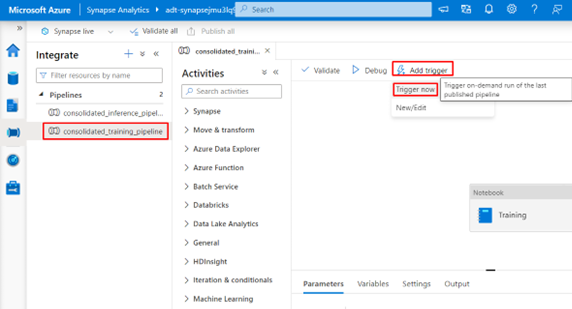 Microsoft Azure
Synapse Analytics
adt-synapsejmu3lq
Search
Synapse live
Validate all
Publish all
Integrate
Filter resources by name
Pipelines
2
consolidated_inference_pipel...
consolidated_training_pipeline
consolidated_traini...
Activities
Search activities
Synapse
Move & transform
Azure Data Explorer
Azure Function
Batch Service
Databricks
Data Lake Analytics
General
HDInsight
Iteration & conditionals
Machine Learning
Validate
Debug
Add trigger
Trigger now
New/Edit
Trigger on-demand run of the last
published pipeline
Notebook
Training
Parameters
Variables
Settings
Output